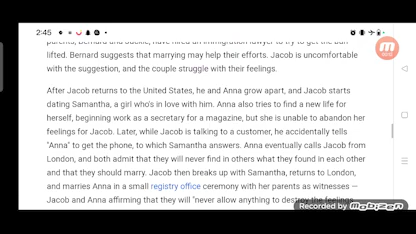 2:45
parents, Bernard and Jackie, have hired an immigration lawyer to try to get the ban
lifted. Bernard suggests that marrying may help their efforts. Jacob is uncomfortable
with the suggestion, and the couple struggle with their feelings.
After Jacob returns to the United States, he and Anna grow apart, and Jacob starts
dating Samantha, a girl who's in love with him. Anna also tries to find a new life for
herself, beginning work as a secretary for a magazine, but she is unable to abandon her
feelings for Jacob. Later, while Jacob is talking to a customer, he accidentally tells
"Anna" to get the phone, to which Samantha answers. Anna eventually calls Jacob from
London, and both admit that they will never find in others what they found in each other
and that they should marry. Jacob then breaks up with Samantha, returns to London,
and marries Anna in a small registry office ceremony with her parents as witnesses —
Jacob and Anna affirming that they will "never allow anything to destroy the feelings
Recorded by Mobizen